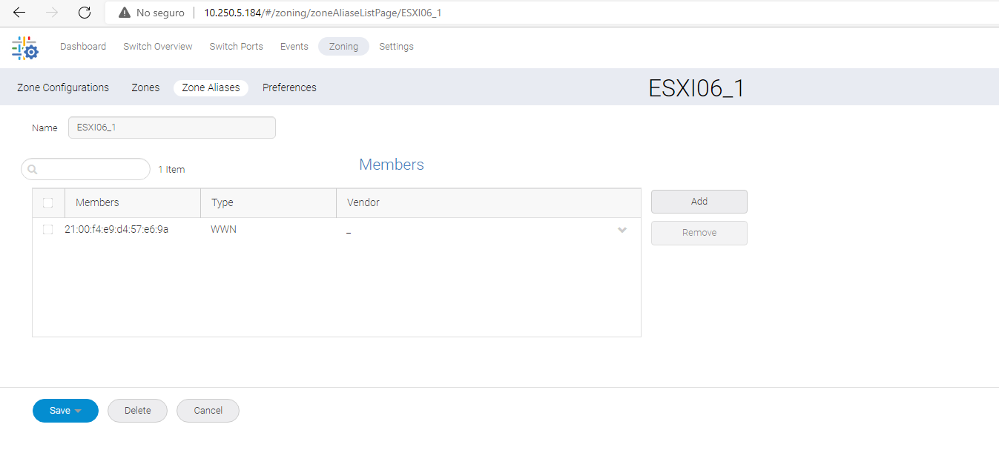 No seguro 10.250.5.184/#/zoning/zoneAliaseListPage/ESXI06_1
Dashboard Switch Overview Switch Ports Events Zoning Settings
Zone Configurations Zones Zone Aliases Preferences ESXI06_1
Name ESXI06_1
1 Item Members
Members Type Vendor Add
21:00:f4:e9:d4:57:e6:9a WWN _ Remove
Save Delete Cancel